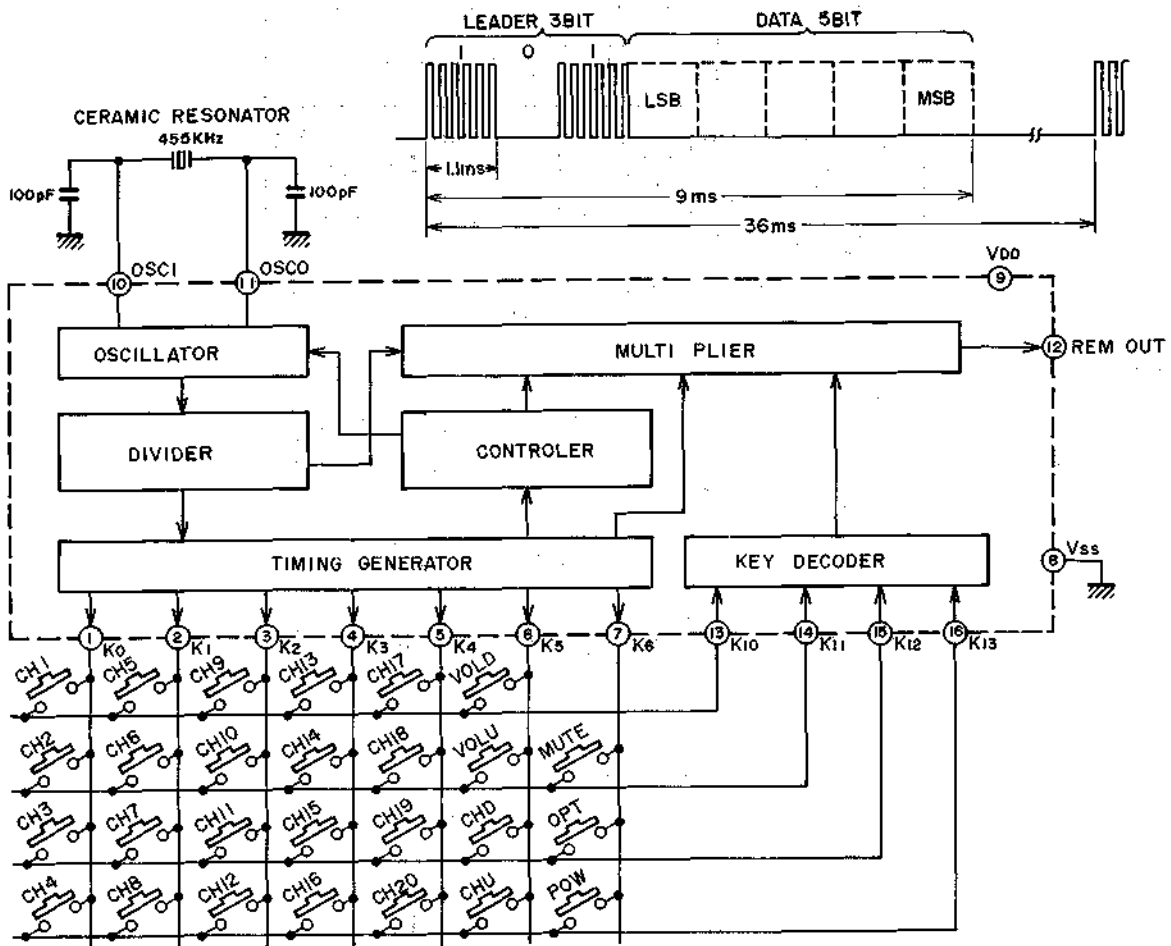 LEADER 3BIT
DATA 5BIT
1 0 1
LSB MSB
1.1ms
9ms
36ms
CERAMIC RESONATOR
455KHz
100pF 100pF
10 OSCI 11 OSCO
VDD
9
OSCILLATOR
MULTI PLIER
12 REM OUT
DIVIDER
CONTROLER
TIMING GENERATOR
KEY DECODER
8 VSS
1 K0 2 K1 3 K2 4 K3 5 K4 6 K5 7 K6 13 K10 14 K11 15 K12 16 K13
CH1 CH5 CH9 CH13 CH17 VOLD
CH2 CH6 CH10 CH14 CH18 VOLU MUTE
CH3 CH7 CH11 CH15 CH19 CHD OPT
CH4 CH8 CH12 CH16 CH20 CHU POW